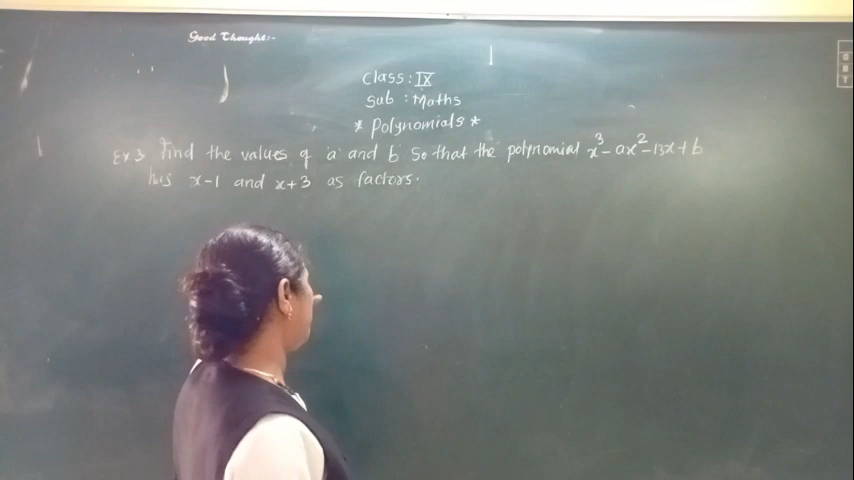 Good Thought:-
Class: IX
Sub : Maths
* Polynomials *
Ex 3 Find the values of 'a' and 'b' so that the polynomial x³-ax²-13x+b
has x-1 and x+3 as factors.